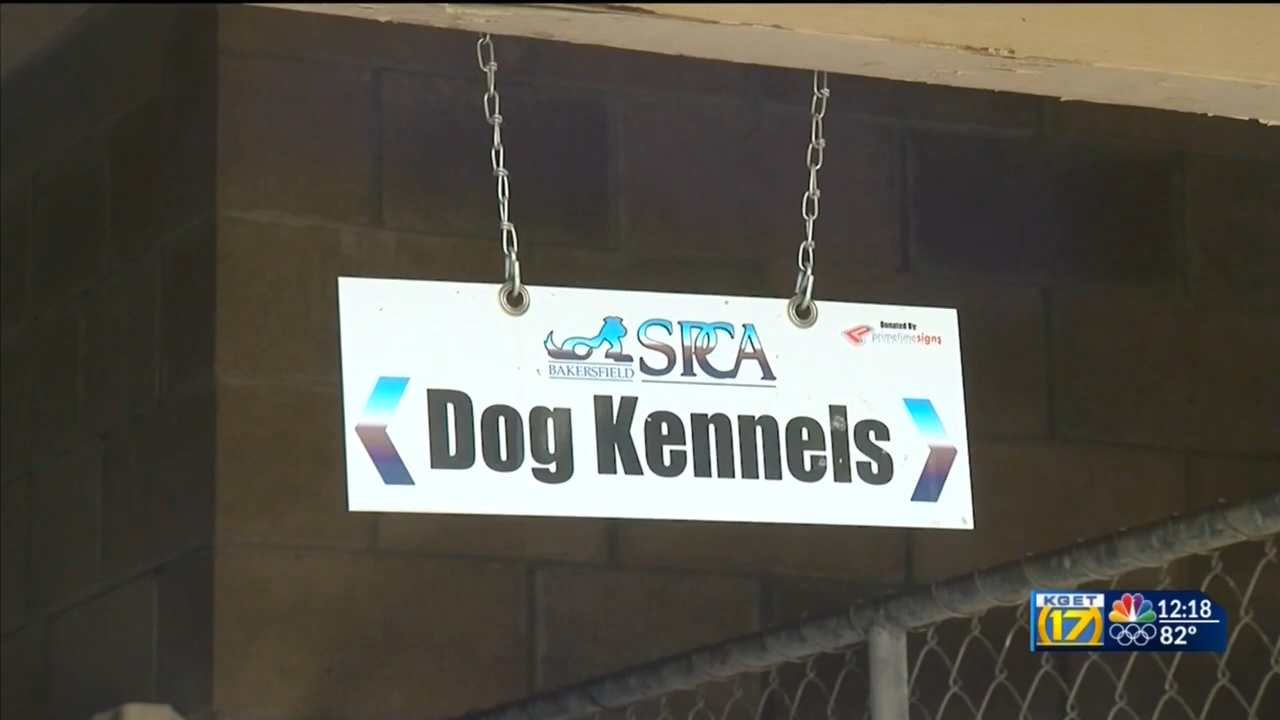 SPCA
BAKERSFIELD
Donated By:
primetimesigns
Dog Kennels
KGET
17
12:18
82°